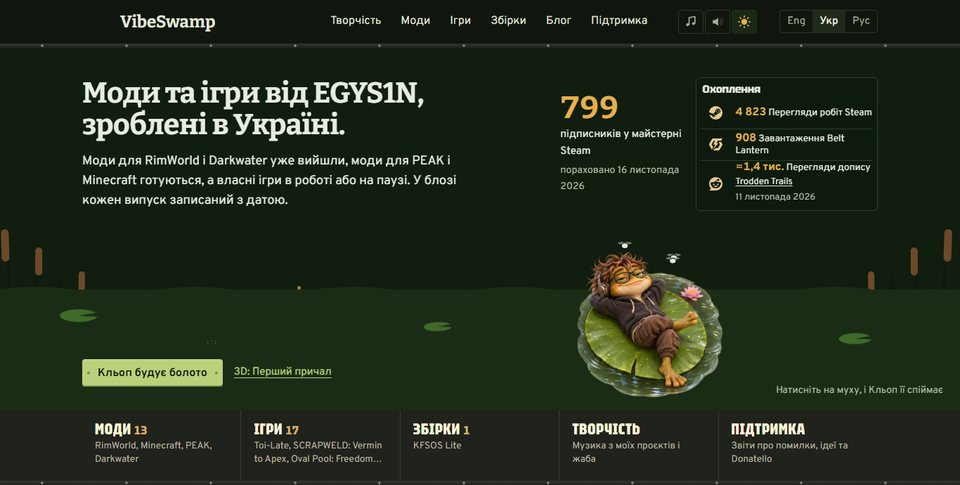 VibeSwamp
Творчість Моди Ігри Збірки Блог Підтримка
Eng Укр Рус
Моди та ігри від EGYS1N,
зроблені в Україні.
Моди для RimWorld і Darkwater уже вийшли, моди для PEAK і
Minecraft готуються, а власні ігри в роботі або на паузі. У блозі
кожен випуск записаний з датою.
799
підписників у майстерні
Steam
пораховано 16 листопада
2026
Охоплення
4 823 Перегляди робіт Steam
908 Завантаження Belt
Lantern
≈1,4 тис. Перегляди допису
Trodden Trails
11 листопада 2026
Кльоп будує болото
3D: Перший причал
Натисніть на муху, і Кльоп її спіймає
МОДИ 13
RimWorld, Minecraft, PEAK,
Darkwater
ІГРИ 17
Toi-Late, SCRAPWELD: Vermin
to Apex, Oval Pool: Freedom...
ЗБІРКИ 1
KFSOS Lite
ТВОРЧІСТЬ
Музика з моїх проєктів і
жаба
ПІДТРИМКА
Звіти про помилки, ідеї та
Donatello